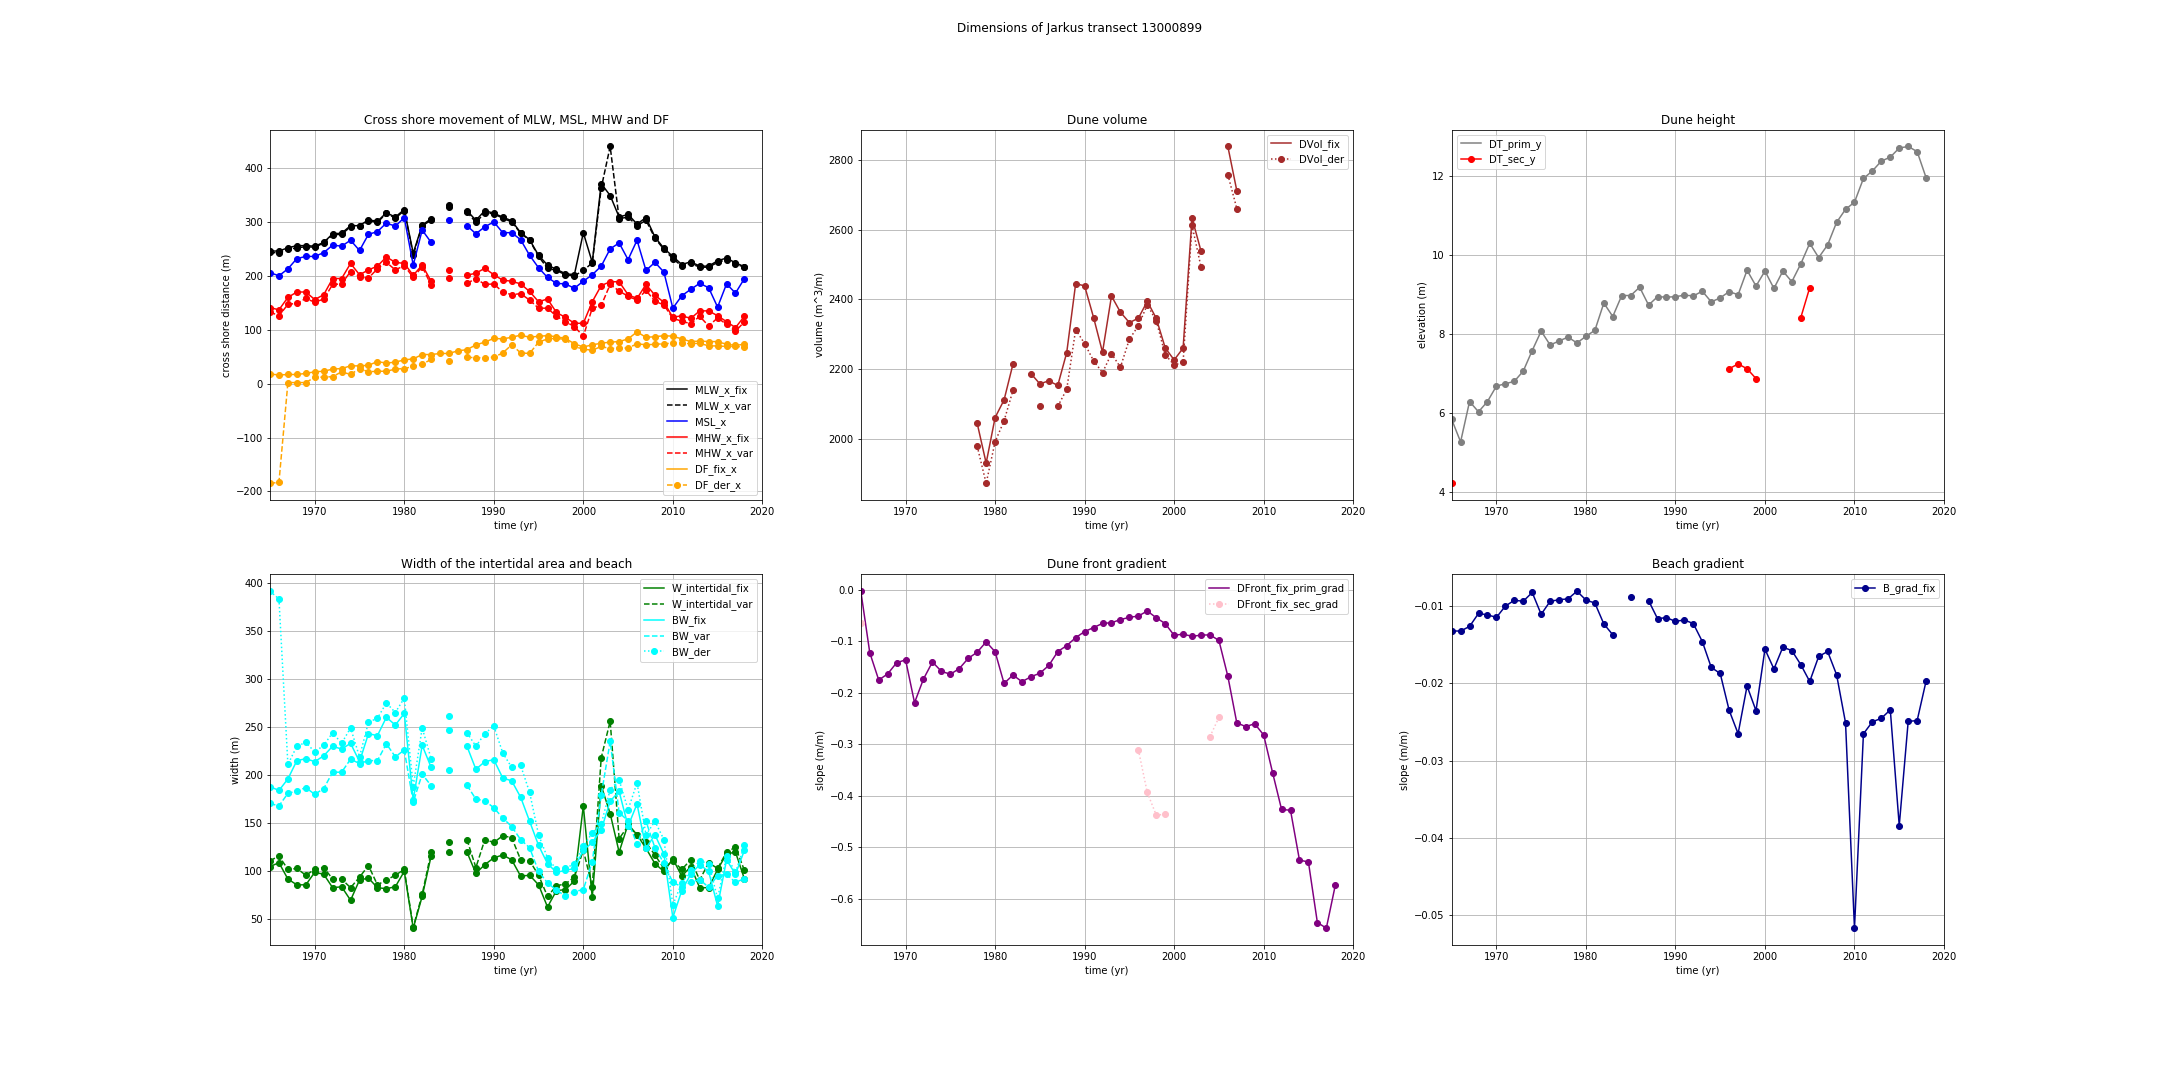 Dimensions of Jarkus transect 13000899
Cross shore movement of MLW, MSL, MHW and DF
cross shore distance (m)
400
300
200
100
0
−100
−200
MLW_x_fix
MLW_x_var
MSL_x
MHW_x_fix
MHW_x_var
DF_fix_x
DF_der_x
1970 1980 1990 2000 2010 2020
time (yr)
Dune volume
volume (m^3/m)
2800
2600
2400
2200
2000
DVol_fix
DVol_der
1970 1980 1990 2000 2010 2020
time (yr)
Dune height
elevation (m)
12
10
8
6
4
DT_prim_y
DT_sec_y
1970 1980 1990 2000 2010 2020
time (yr)
Width of the intertidal area and beach
width (m)
400
350
300
250
200
150
100
50
W_intertidal_fix
W_intertidal_var
BW_fix
BW_var
BW_der
1970 1980 1990 2000 2010 2020
time (yr)
Dune front gradient
slope (m/m)
0.0
−0.1
−0.2
−0.3
−0.4
−0.5
−0.6
DFront_fix_prim_grad
DFront_fix_sec_grad
1970 1980 1990 2000 2010 2020
time (yr)
Beach gradient
slope (m/m)
−0.01
−0.02
−0.03
−0.04
−0.05
B_grad_fix
1970 1980 1990 2000 2010 2020
time (yr)